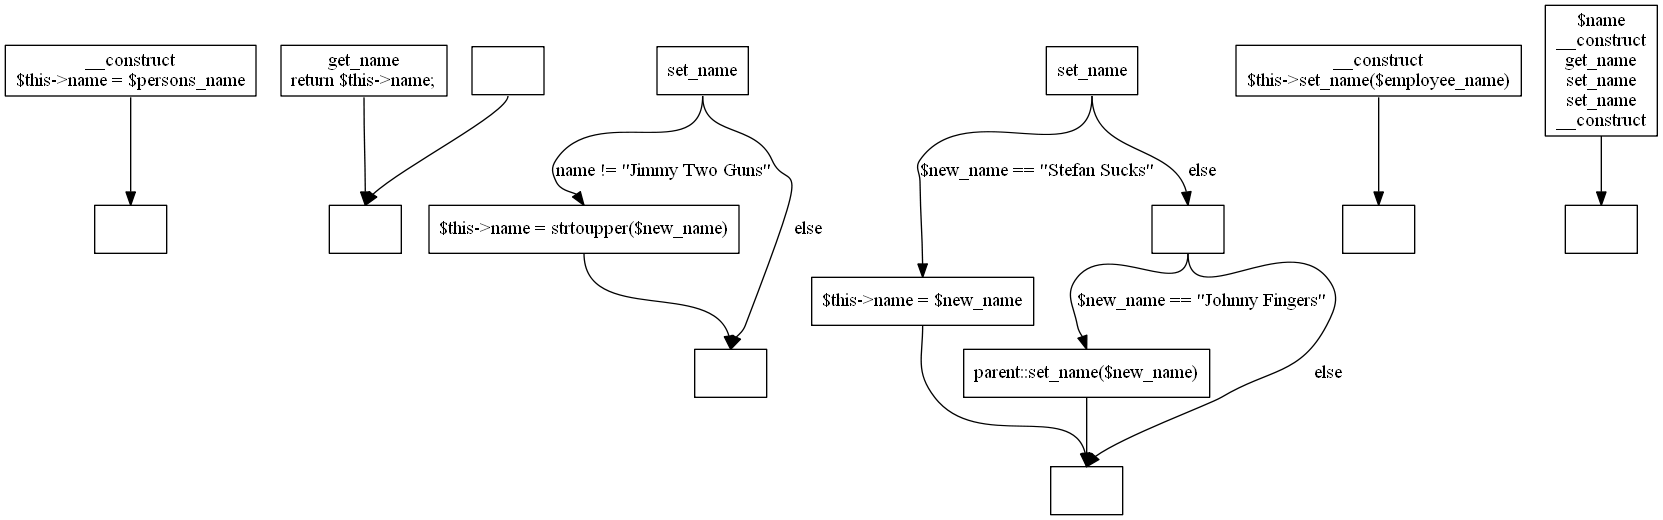 __construct
$this->name = $persons_name
get_name
return $this->name;
set_name
name != "Jimmy Two Guns"
$this->name = strtoupper($new_name)
else
set_name
$new_name == "Stefan Sucks"
else
$this->name = $new_name
$new_name == "Johnny Fingers"
parent::set_name($new_name)
else
__construct
$this->set_name($employee_name)
$name
__construct
get_name
set_name
set_name
__construct